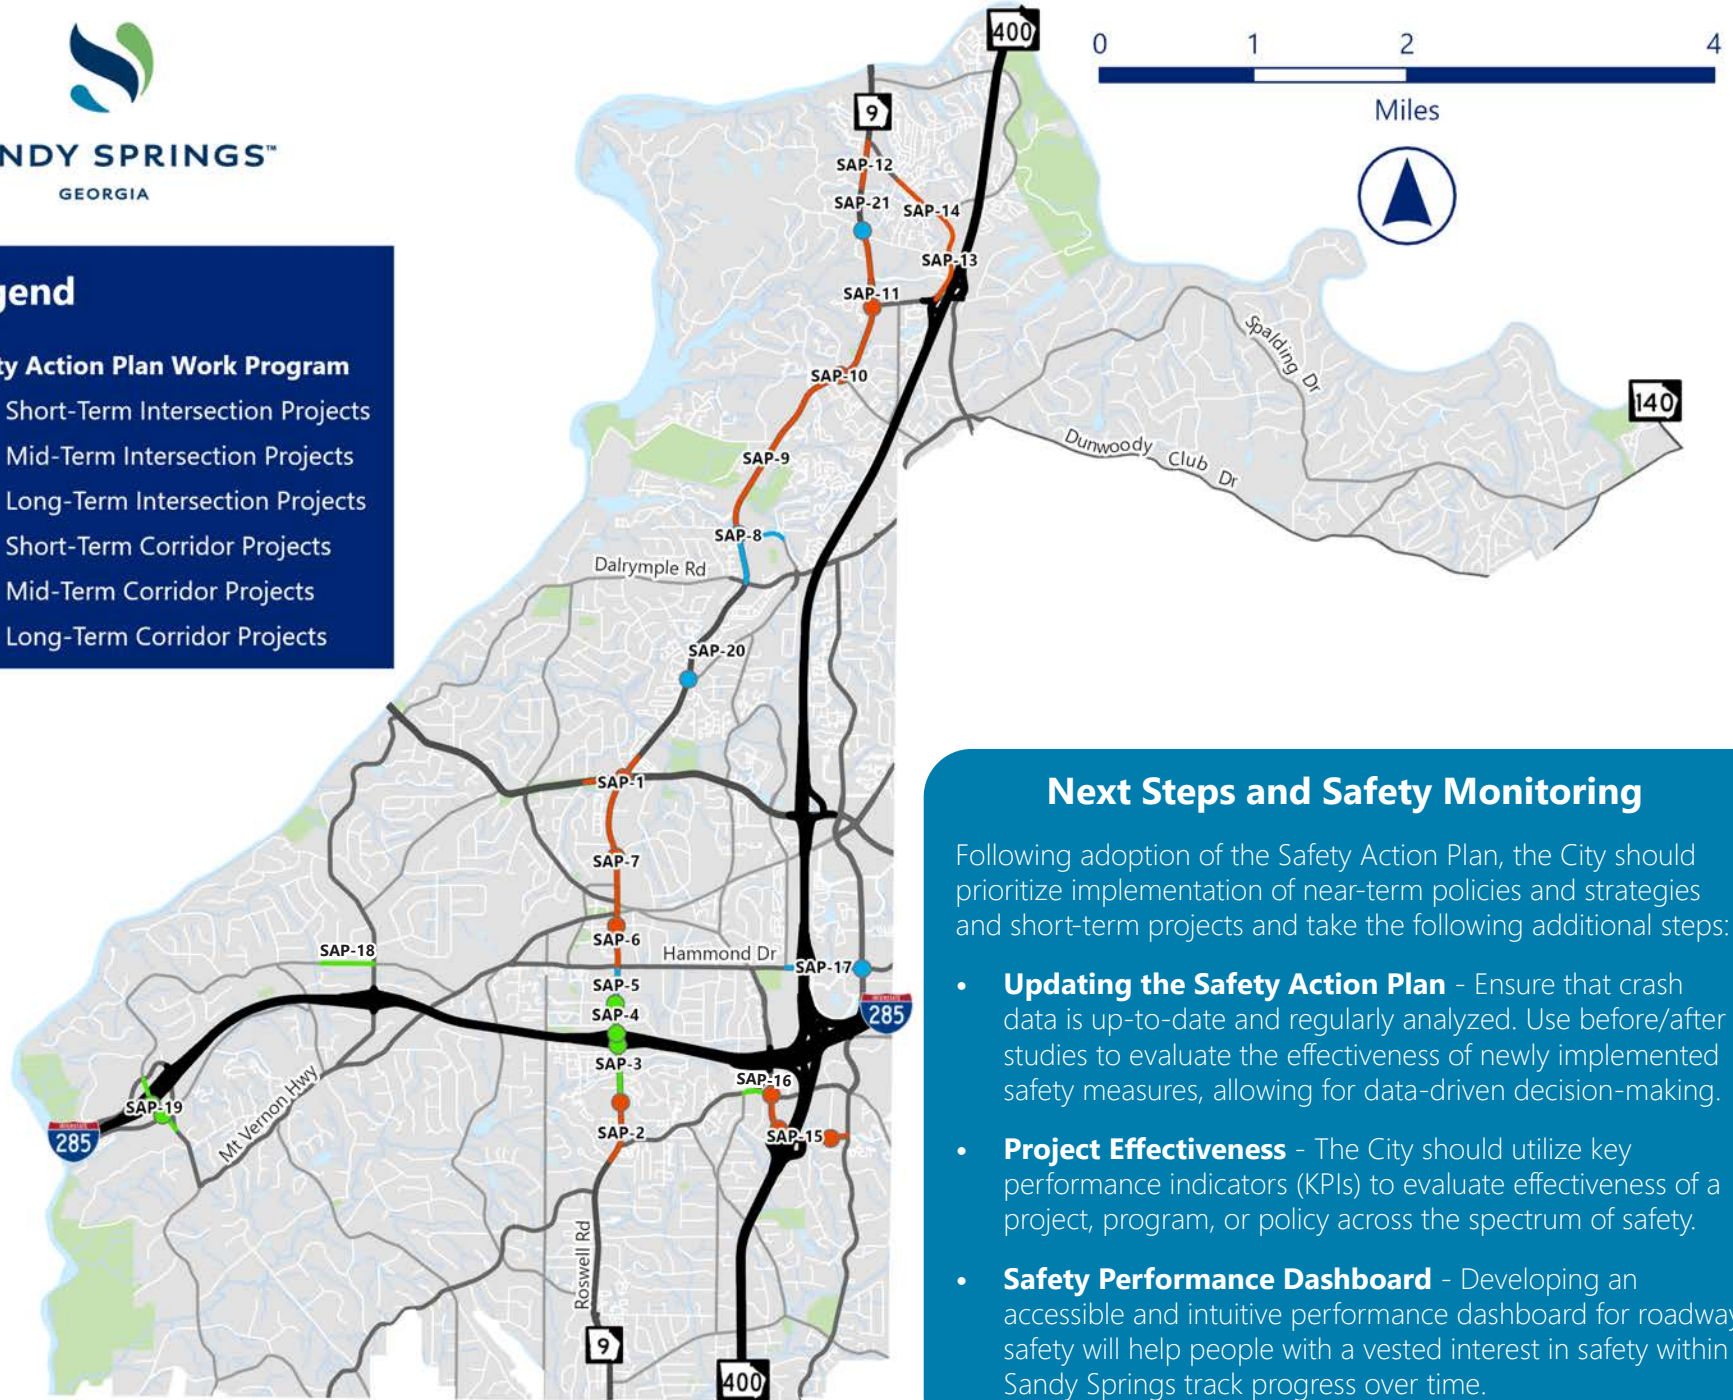 NDY SPRINGS™
GEORGIA
gend
ty Action Plan Work Program
Short-Term Intersection Projects
Mid-Term Intersection Projects
Long-Term Intersection Projects
Short-Term Corridor Projects
Mid-Term Corridor Projects
Long-Term Corridor Projects
0 1 2 4
Miles
400
9
SAP-12
SAP-21
SAP-14
SAP-13
SAP-11
SAP-10
Spalding Dr
140
Dunwoody Club Dr
SAP-9
SAP-8
Dalrymple Rd
SAP-20
SAP-1
SAP-7
SAP-6
Hammond Dr
SAP-17
SAP-18
SAP-5
SAP-4
INTERSTATE
285
SAP-3
SAP-16
SAP-19
INTERSTATE
285
Mt Vernon Hwy
SAP-2
SAP-15
Roswell Rd
9
400
Next Steps and Safety Monitoring
Following adoption of the Safety Action Plan, the City should
prioritize implementation of near-term policies and strategies
and short-term projects and take the following additional steps:
• Updating the Safety Action Plan - Ensure that crash
data is up-to-date and regularly analyzed. Use before/after
studies to evaluate the effectiveness of newly implemented
safety measures, allowing for data-driven decision-making.
• Project Effectiveness - The City should utilize key
performance indicators (KPIs) to evaluate effectiveness of a
project, program, or policy across the spectrum of safety.
• Safety Performance Dashboard - Developing an
accessible and intuitive performance dashboard for roadway
safety will help people with a vested interest in safety within
Sandy Springs track progress over time.